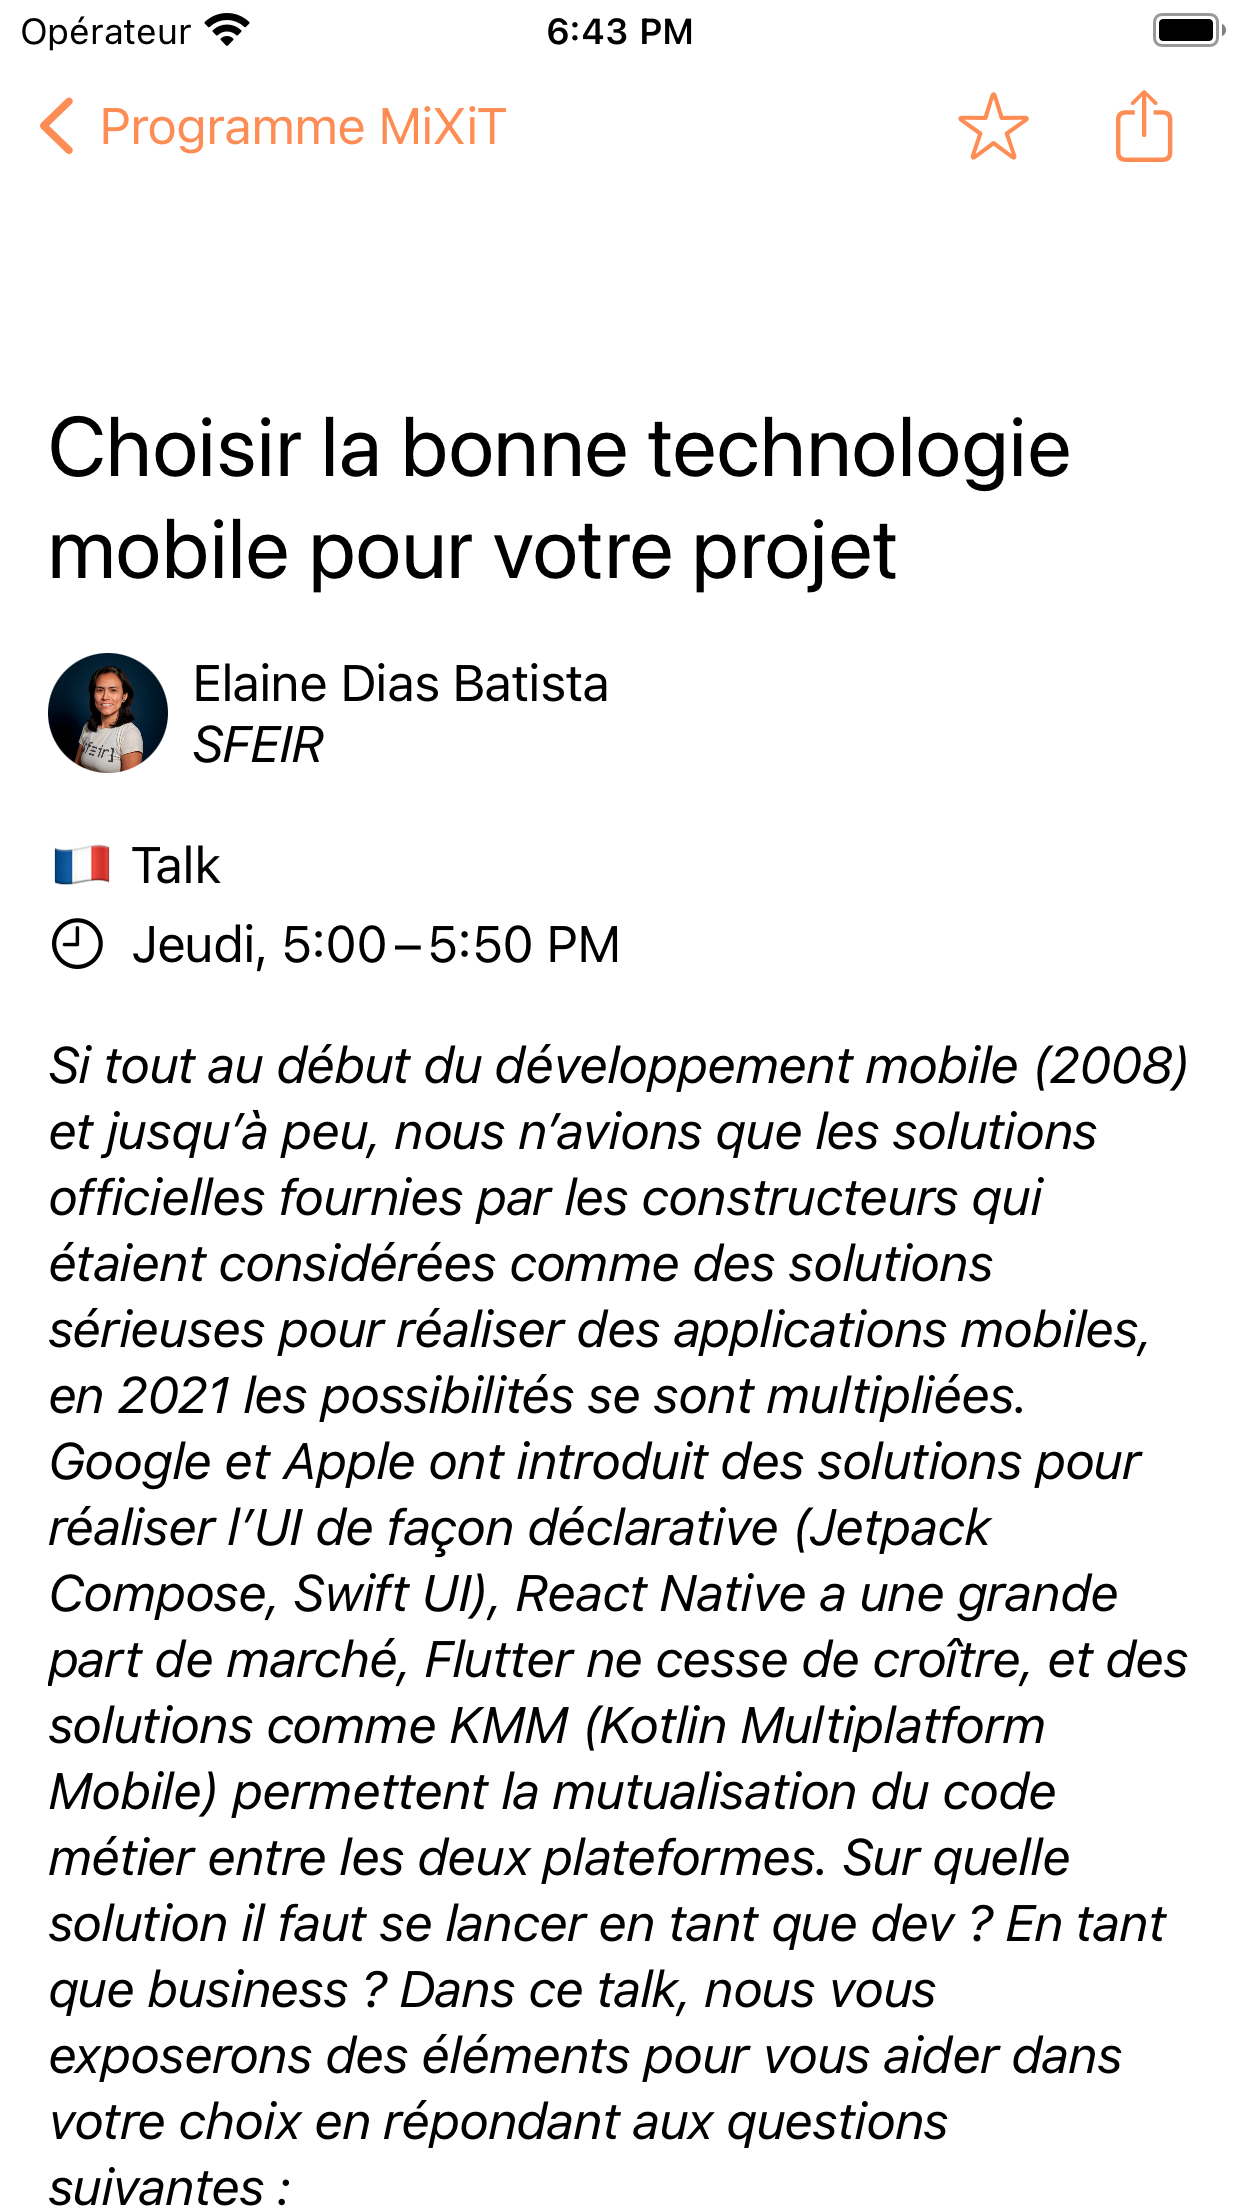 Opérateur 6:43 PM
Programme MiXiT
Choisir la bonne technologie
mobile pour votre projet
Elaine Dias Batista
SFEIR
Talk
Jeudi, 5:00 – 5:50 PM
Si tout au début du développement mobile (2008)
et jusqu’à peu, nous n’avions que les solutions
officielles fournies par les constructeurs qui
étaient considérées comme des solutions
sérieuses pour réaliser des applications mobiles,
en 2021 les possibilités se sont multipliées.
Google et Apple ont introduit des solutions pour
réaliser l’UI de façon déclarative (Jetpack
Compose, Swift UI), React Native a une grande
part de marché, Flutter ne cesse de croître, et des
solutions comme KMM (Kotlin Multiplatform
Mobile) permettent la mutualisation du code
métier entre les deux plateformes. Sur quelle
solution il faut se lancer en tant que dev ? En tant
que business ? Dans ce talk, nous vous
exposerons des éléments pour vous aider dans
votre choix en répondant aux questions
suivantes :